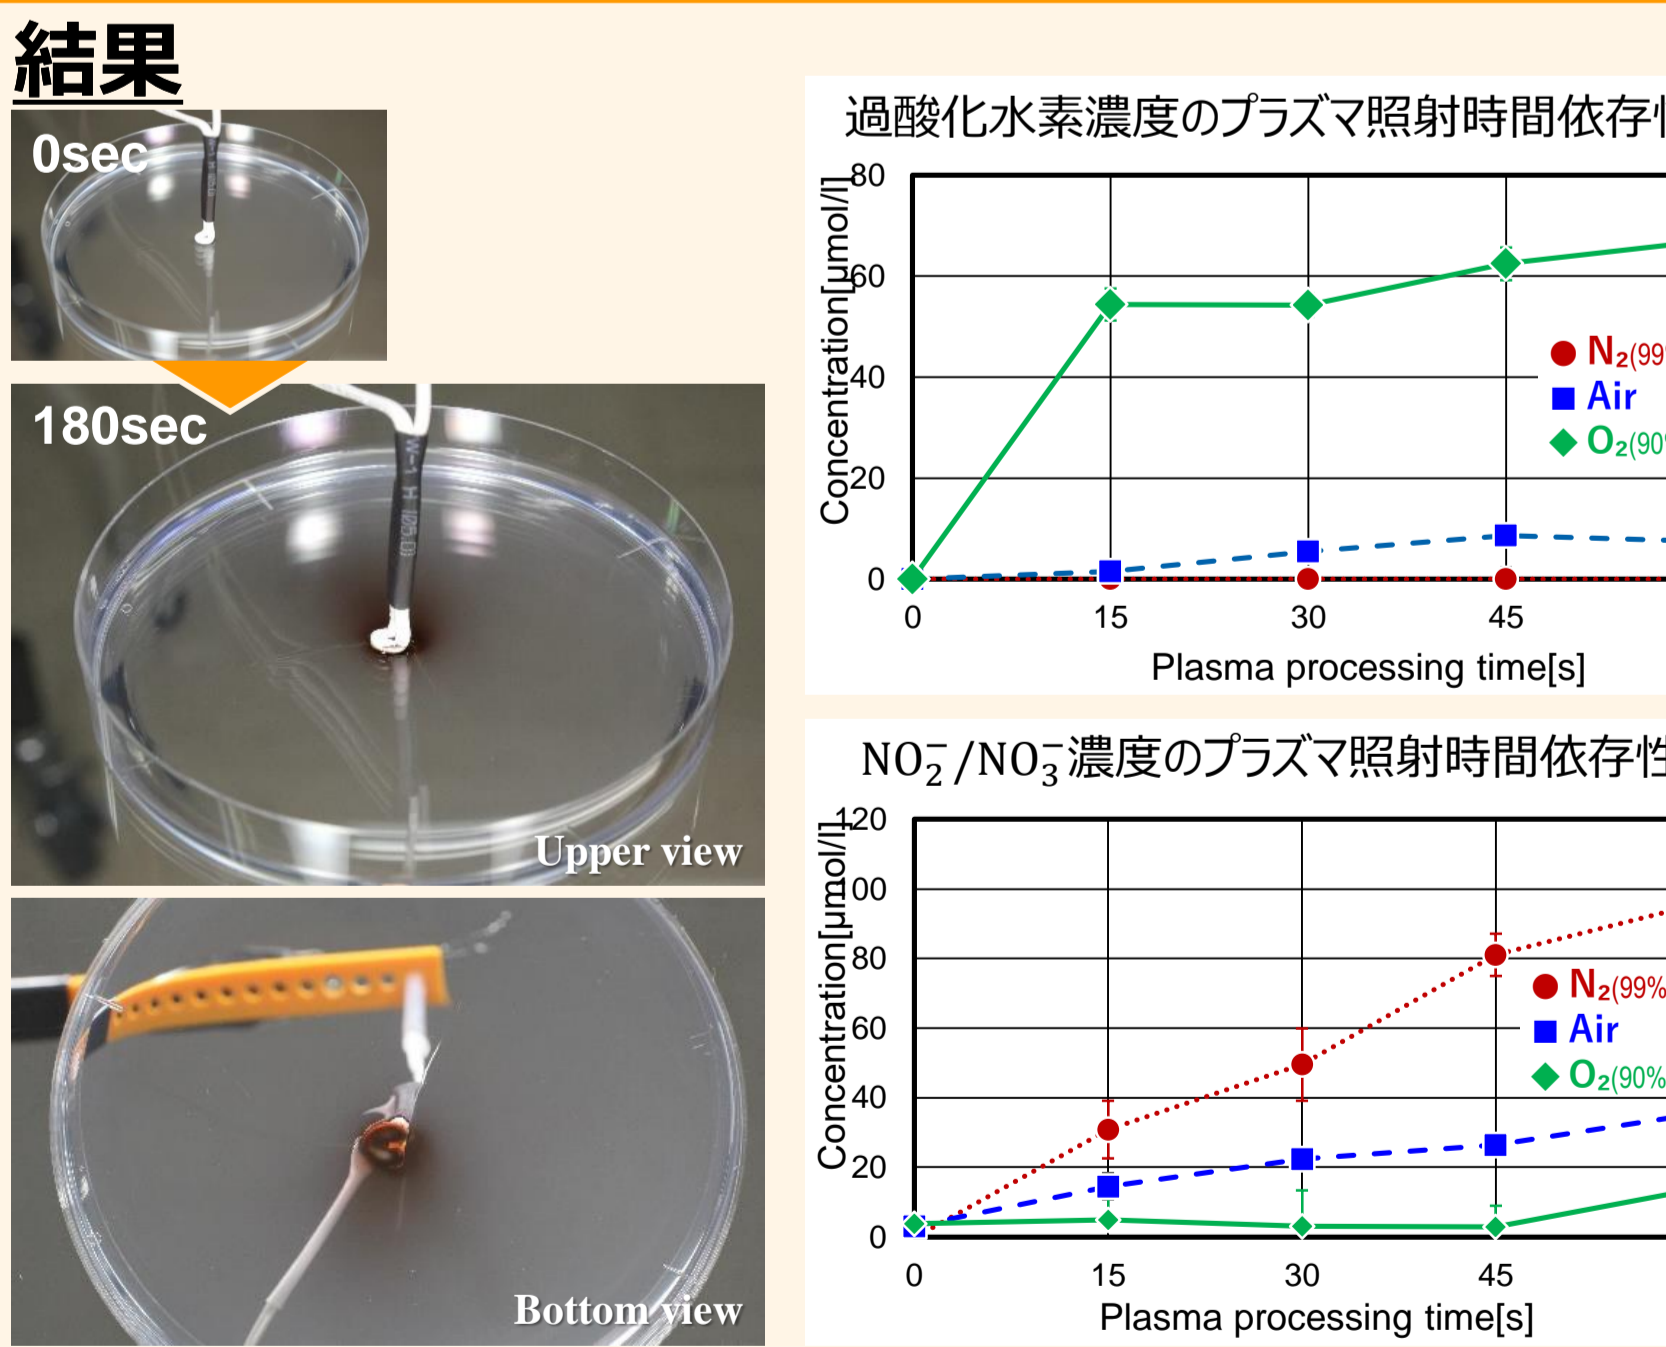 結果
0sec
180sec
Upper view
Bottom view
過酸化水素濃度のプラズマ照射時間依存性
Concentration[μmol/l]
80
60
40
20
0
0 15 30 45
Plasma processing time[s]
N₂(99
Air
O₂(90
NO₂⁻/NO₃⁻濃度のプラズマ照射時間依存性
Concentration[μmol/l]
120
100
80
60
40
20
0
0 15 30 45
Plasma processing time[s]
N₂(99%
Air
O₂(90%